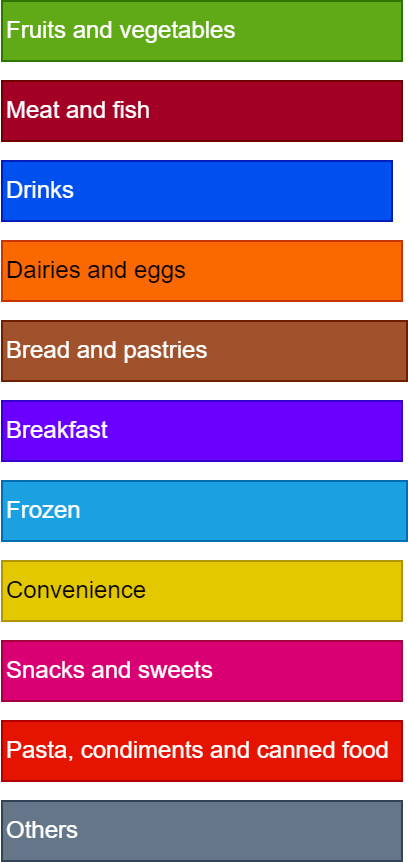 Fruits and vegetables
Meat and fish
Drinks
Dairies and eggs
Bread and pastries
Breakfast
Frozen
Convenience
Snacks and sweets
Pasta, condiments and canned food
Others